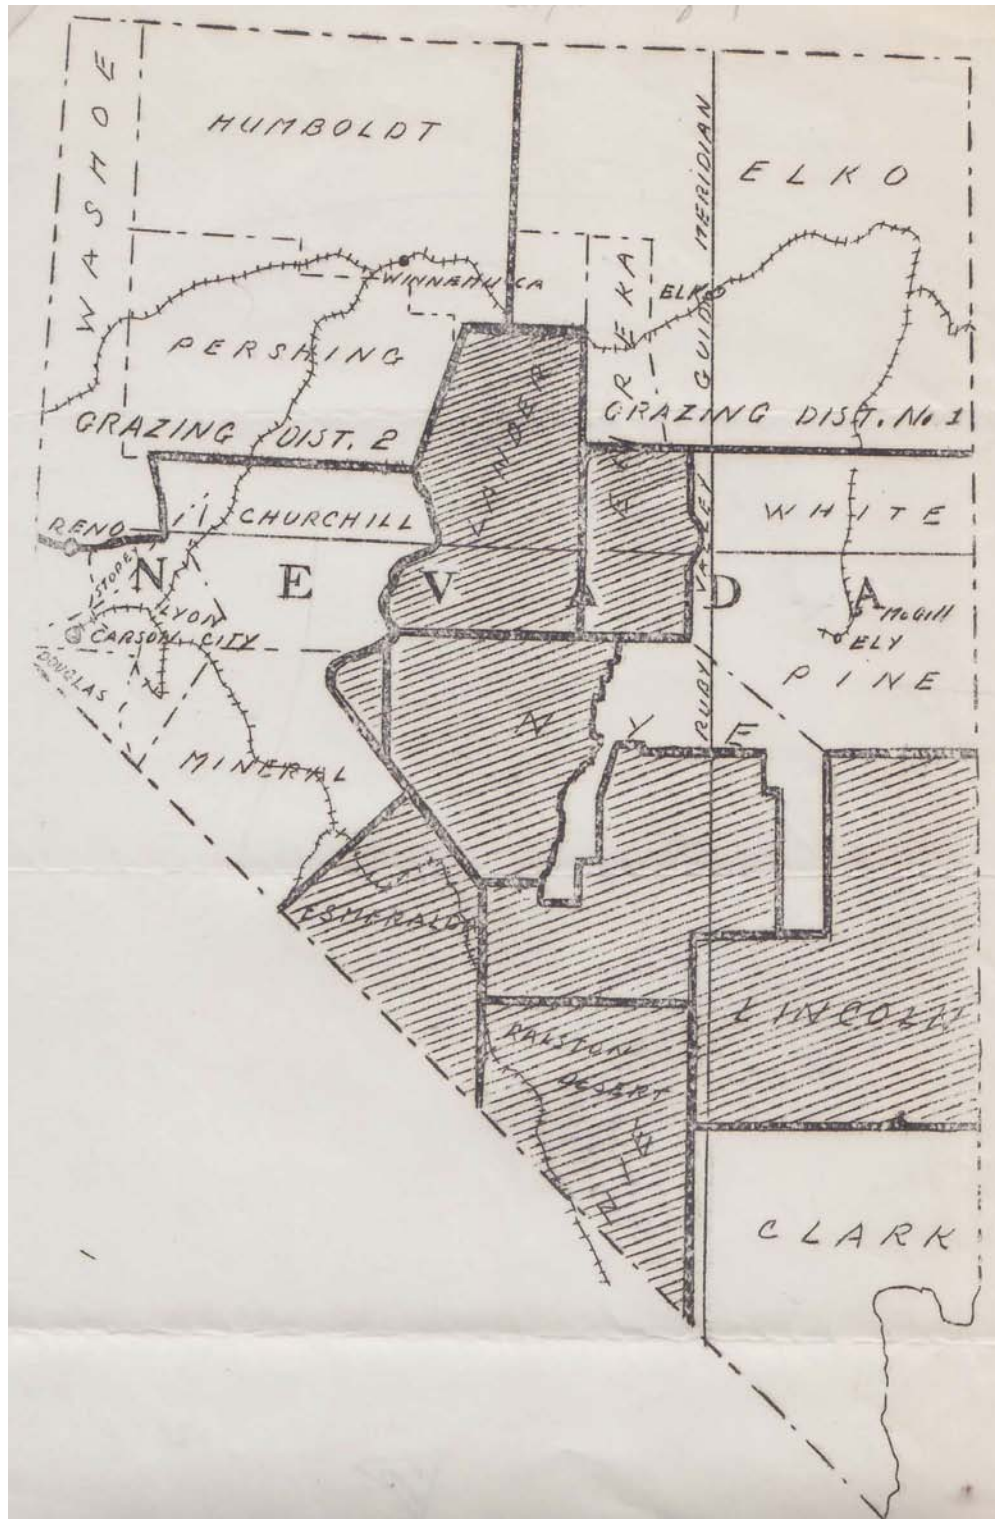 WASHOE
HUMBOLDT
ELKO
RUBY VALLEY GUIDE MERIDIAN
WINNEMUCCA
EUREKA
ELKO
PERSHING
LANDER
GRAZING DIST. 2
GRAZING DIST. No. 1
RENO
CHURCHILL
WHITE
NEVADA
STOREY
LYON
McGill
CARSON CITY
ELY
DOUGLAS
PINE
NYE
MINERAL
ESMERALDA
LINCOLN
RALSTON
DESERT
CLARK